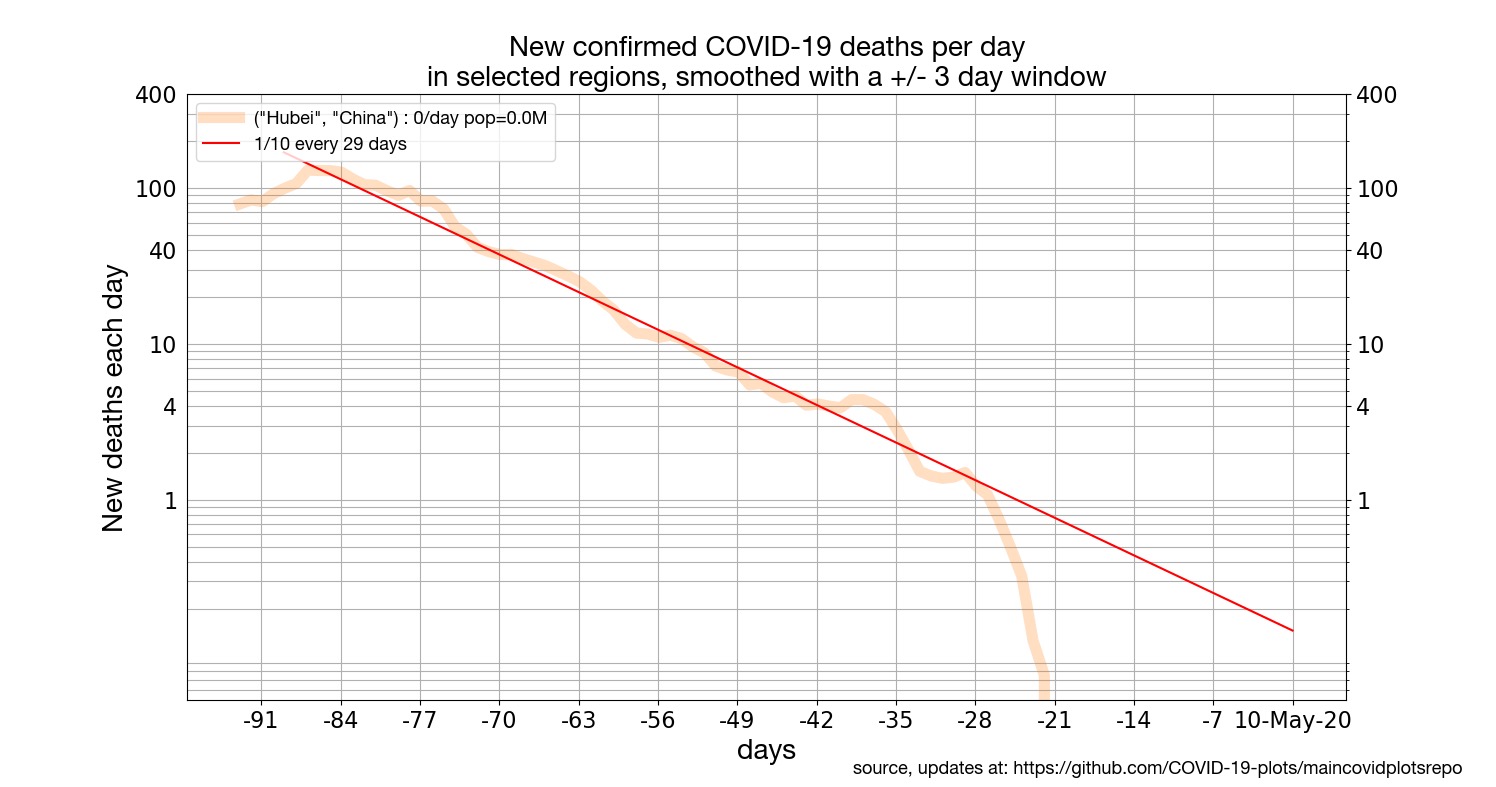 New confirmed COVID-19 deaths per day
in selected regions, smoothed with a +/- 3 day window
400
400
("Hubei", "China") : 0/day pop=0.0M
1/10 every 29 days
100
100
40
40
10
10
4
4
1
1
New deaths each day
-91 -84 -77 -70 -63 -56 -49 -42 -35 -28 -21 -14 -7 10-May-20
days
source, updates at: https://github.com/COVID-19-plots/maincovidplotsrepo